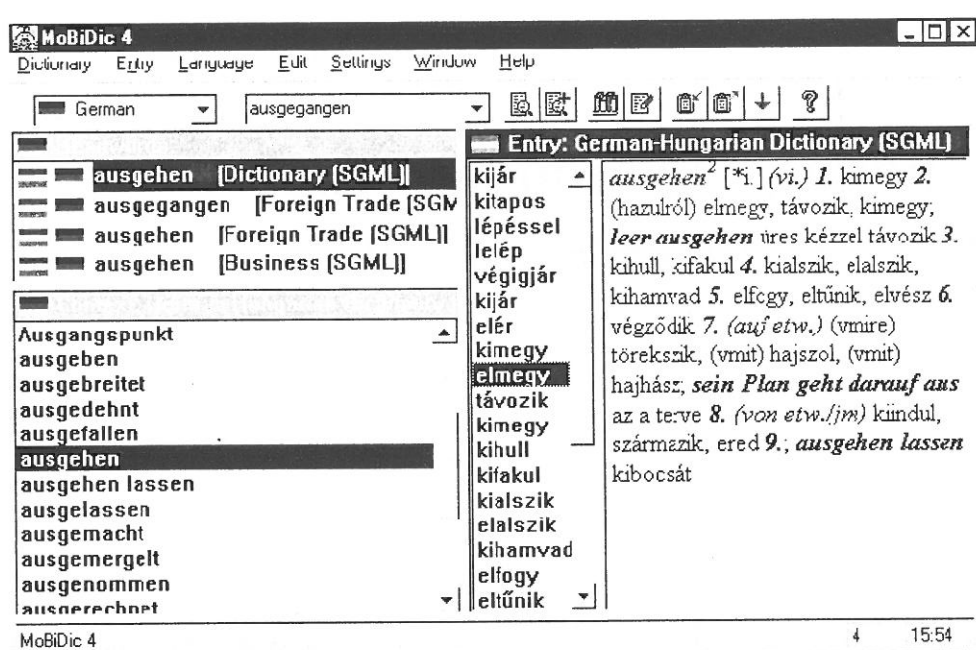 MoBiDic 4
Dictionary Entry Language Edit Settings Window Help
German ausgegangen
ausgehen [Dictionary (SGML)]
ausgegangen [Foreign Trade (SGM
ausgehen [Foreign Trade (SGML)]
ausgehen [Business (SGML)]
Ausgangspunkt
ausgeben
ausgebreitet
ausgedehnt
ausgefallen
ausgehen
ausgehen lassen
ausgelassen
ausgemacht
ausgemergelt
ausgenommen
ausgerechnet
Entry: German-Hungarian Dictionary (SGML)
kijár
kitapos
lépéssel
lelép
végigjár
kijár
elér
kimegy
elmegy
távozik
kimegy
kihull
kifakul
kialszik
elalszik
kihamvad
elfogy
eltűnik
ausgehen² [*i.] (vi.) 1. kimegy 2.
(hazulról) elmegy, távozik, kimegy;
leer ausgehen üres kézzel távozik 3.
kihull, kifakul 4. kialszik, elalszik,
kihamvad 5. elfogy, eltűnik, elvész 6.
végződik 7. (auf etw.) (vmire)
törekszik, (vmit) hajszol, (vmit)
hajhász; sein Plan geht darauf aus
az a terve 8. (von etw./jm) kiindul,
származik, ered 9.; ausgehen lassen
kibocsát
MoBiDic 4 4 15:54